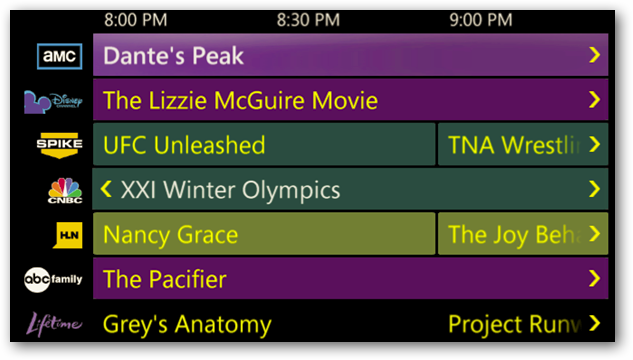 8:00 PM 8:30 PM 9:00 PM
aMC Dante's Peak
Disney CHANNEL The Lizzie McGuire Movie
SPIKE UFC Unleashed TNA Wrestli
CNBC XXI Winter Olympics
HLN Nancy Grace The Joy Beha
abc family The Pacifier
Lifetime Grey's Anatomy Project Runw